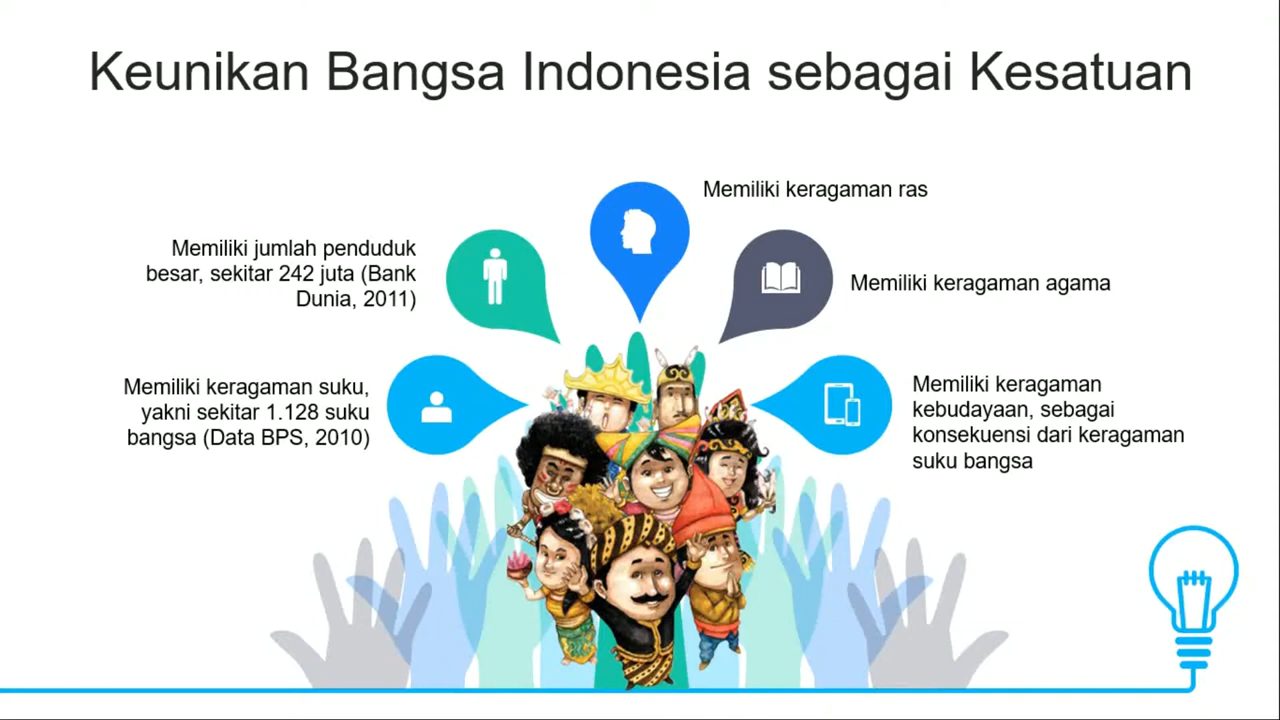 Keunikan Bangsa Indonesia sebagai Kesatuan
Memiliki keragaman ras
Memiliki jumlah penduduk
besar, sekitar 242 juta (Bank
Dunia, 2011)
Memiliki keragaman agama
Memiliki keragaman suku,
yakni sekitar 1.128 suku
bangsa (Data BPS, 2010)
Memiliki keragaman
kebudayaan, sebagai
konsekuensi dari keragaman
suku bangsa